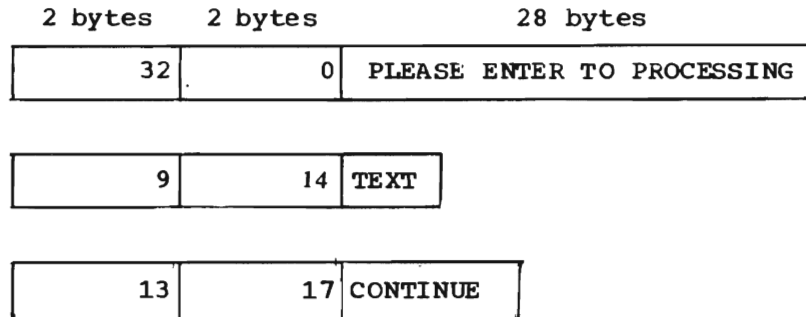 2 bytes 2 bytes 28 bytes
32 0 PLEASE ENTER TO PROCESSING
9 14 TEXT
13 17 CONTINUE